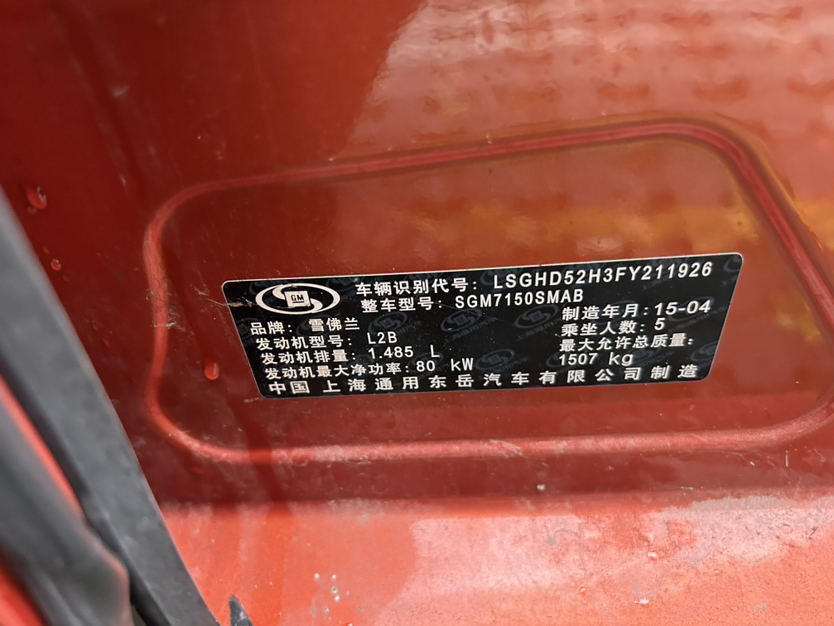 GM
车辆识别代号: LSGHD52H3FY211926
整车型号: SGM7150SMAB
品牌: 雪佛兰
制造年月: 15-04
发动机型号: L2B
乘坐人数: 5
发动机排量: 1.485 L
最大允许总质量:
1507 kg
发动机最大净功率: 80 kW
中国 上海通用东岳汽车有限公司制造